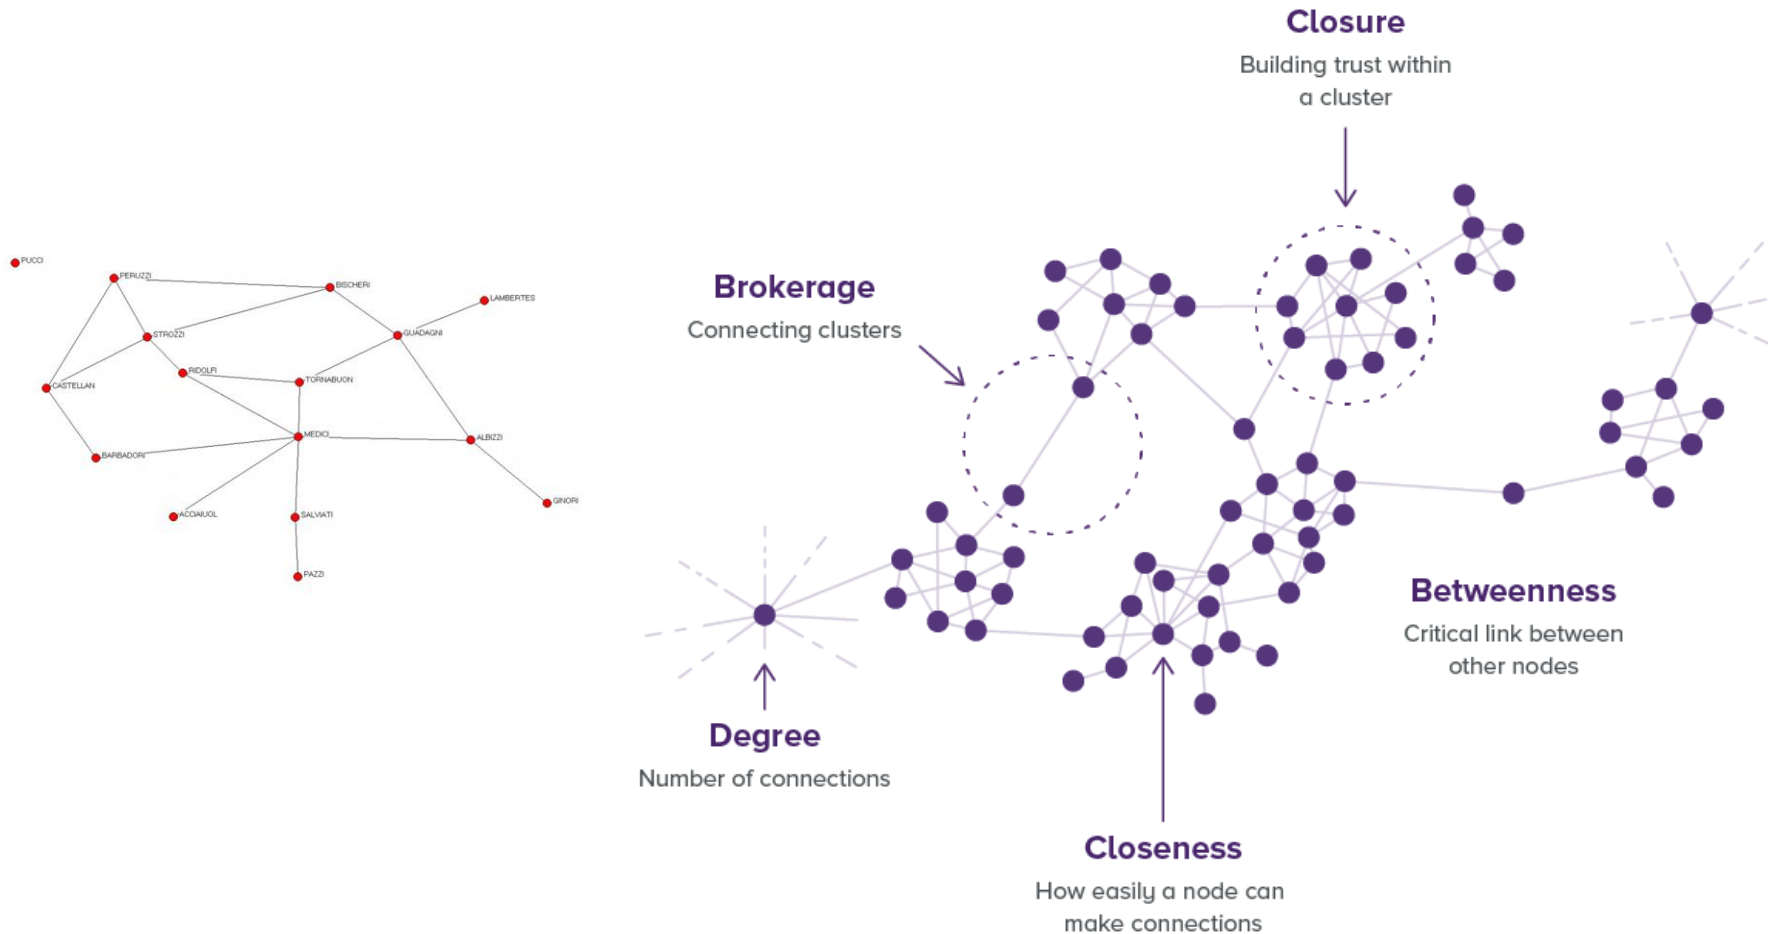 PUCCI
PERUZZI
BISCHERI
LAMBERTES
STROZZI
GUADAGNI
RIDOLFI
TORNABUON
CASTELLAN
MEDICI
ALBIZZI
BARBADORI
GINORI
ACCIAIUOL
SALVIATI
PAZZI
Closure
Building trust within
a cluster
Brokerage
Connecting clusters
Betweenness
Critical link between
other nodes
Degree
Number of connections
Closeness
How easily a node can
make connections